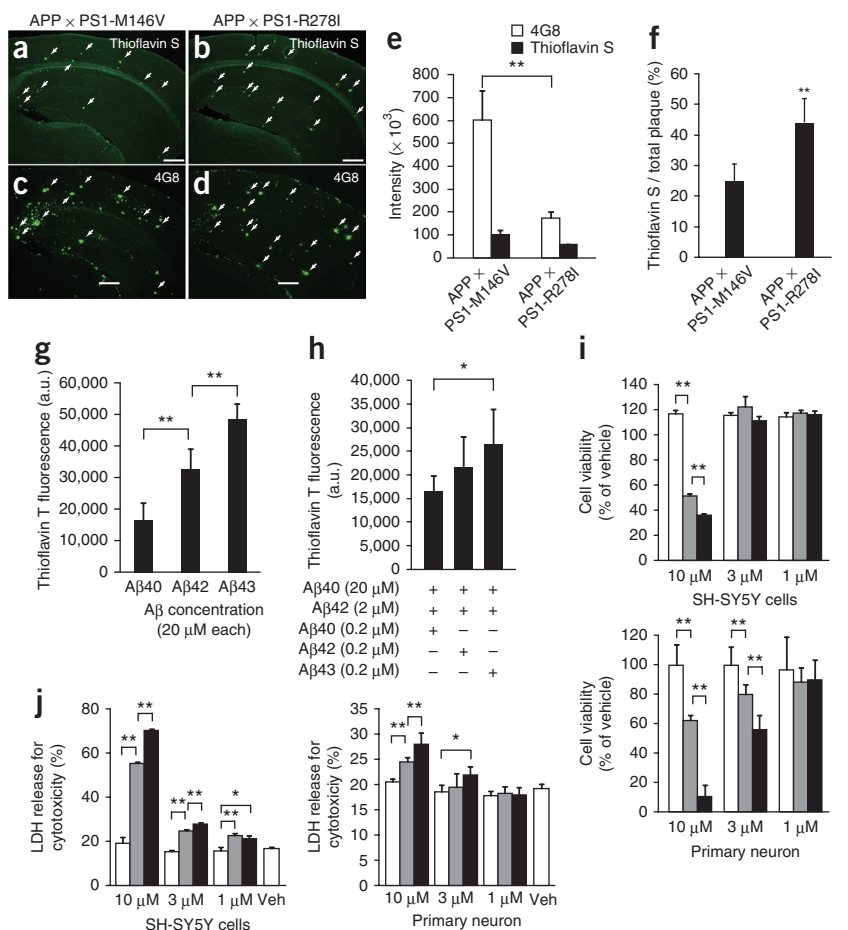 APP × PS1-M146V
APP × PS1-R278I
a
Thioflavin S
b
Thioflavin S
c
4G8
d
4G8
e
4G8
Thioflavin S
**
Intensity (× 10³)
800
700
600
500
400
300
200
100
0
APP ×
PS1-M146V
APP ×
PS1-R278I
f
**
Thioflavin S / total plaque (%)
60
50
40
30
20
10
0
APP ×
PS1-M146V
APP ×
PS1-R278I
g
**
**
Thioflavin T fluorescence (a.u.)
60,000
50,000
40,000
30,000
20,000
10,000
0
Aβ40 Aβ42 Aβ43
Aβ concentration
(20 μM each)
h
*
Thioflavin T fluorescence
(a.u.)
40,000
35,000
30,000
25,000
20,000
15,000
10,000
5,000
0
Aβ40 (20 μM) + + +
Aβ42 (2 μM) + + +
Aβ40 (0.2 μM) + – –
Aβ42 (0.2 μM) – + –
Aβ43 (0.2 μM) – – +
i
**
**
Cell viability
(% of vehicle)
140
120
100
80
60
40
20
0
10 μM 3 μM 1 μM
SH-SY5Y cells
** **
** **
Cell viability
(% of vehicle)
120
100
80
60
40
20
0
10 μM 3 μM 1 μM
Primary neuron
j
**
**
** **
*
**
LDH release for
cytotoxicity (%)
80
60
40
20
0
10 μM 3 μM 1 μM Veh
SH-SY5Y cells
** **
*
LDH release for
cytotoxicity (%)
35
30
25
20
15
10
5
0
10 μM 3 μM 1 μM Veh
Primary neuron